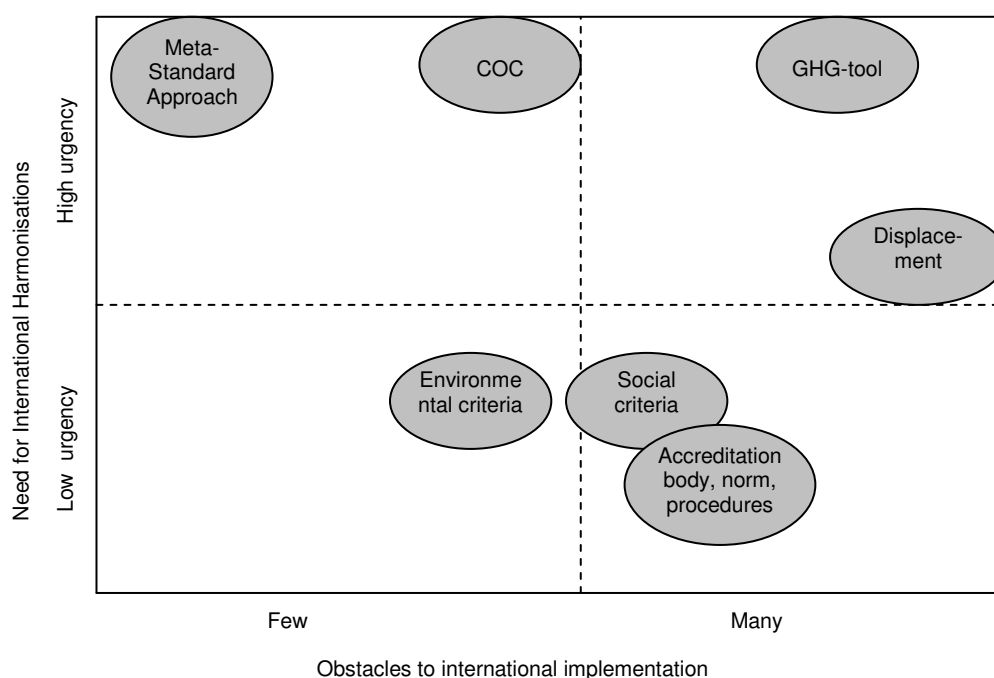 Meta-
Standard
Approach
COC
GHG-tool
Displace-
ment
Environme
ntal criteria
Social
criteria
Accreditation
body, norm,
procedures
Need for International Harmonisations
High urgency
Low  urgency
Few
Many
Obstacles to international implementation